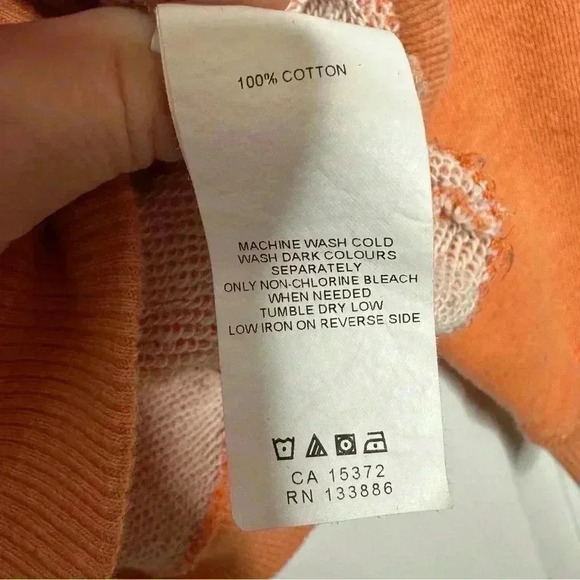 100% COTTON
MACHINE WASH COLD
WASH DARK COLOURS
SEPARATELY
ONLY NON-CHLORINE BLEACH
WHEN NEEDED
TUMBLE DRY LOW
LOW IRON ON REVERSE SIDE
CA 15372
RN 133886